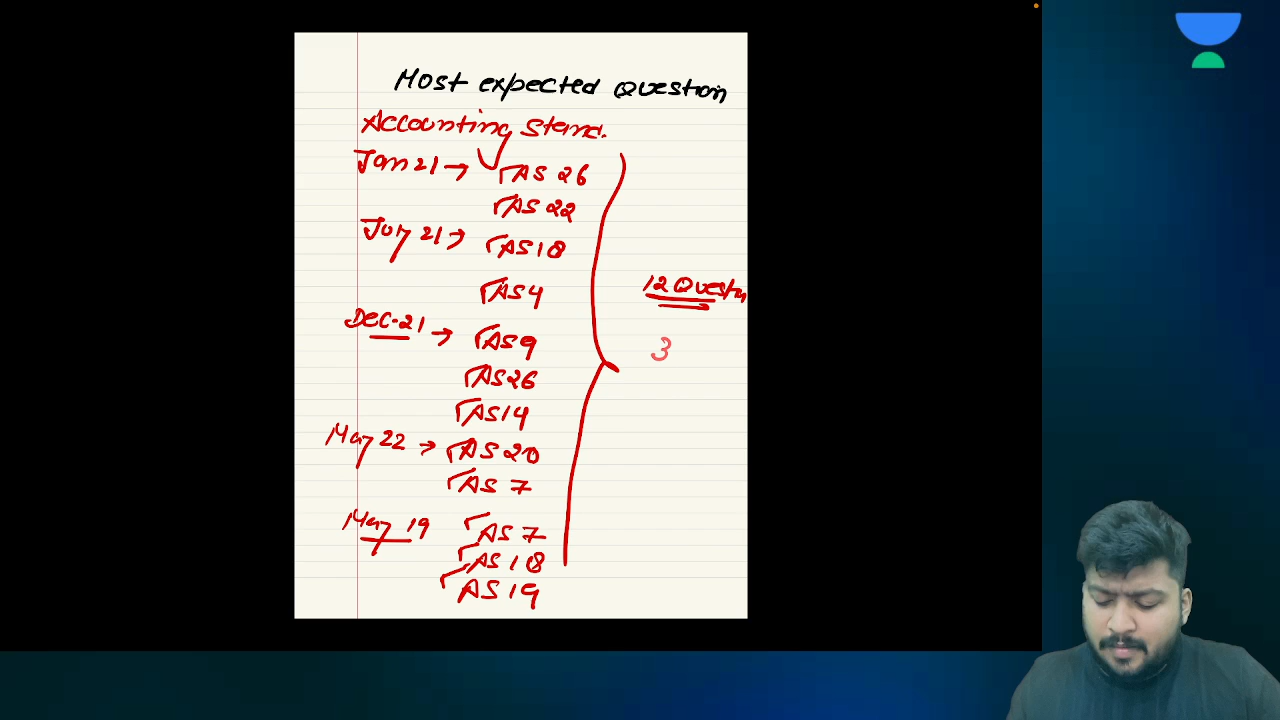 Most expected Question
Accounting Stand.
Jan 21 → AS 26
AS 22
July 21 → AS 18
AS 4
12 Questn
Dec-21 → AS 9
3
AS 26
AS 14
May 22 → AS 20
AS 7
May 19 AS 7
AS 18
AS 19